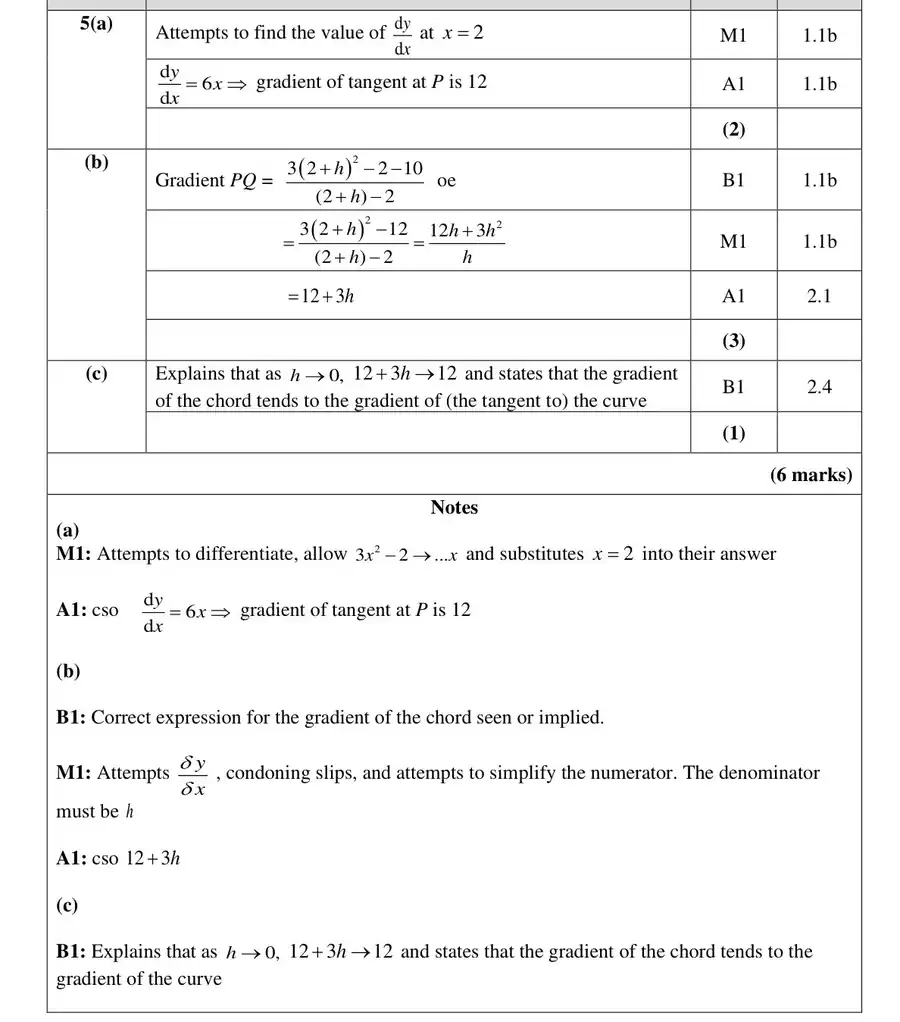 5(a) Attempts to find the value of dy/dx at x = 2 M1 1.1b
dy/dx = 6x ⇒ gradient of tangent at P is 12 A1 1.1b
(2)
(b) Gradient PQ = (3(2 + h)² − 2 − 10)/((2 + h) − 2) oe B1 1.1b
= (3(2 + h)² − 12)/((2 + h) − 2) = (12h + 3h²)/h M1 1.1b
= 12 + 3h A1 2.1
(3)
(c) Explains that as h → 0, 12 + 3h → 12 and states that the gradient
of the chord tends to the gradient of (the tangent to) the curve B1 2.4
(1)
(6 marks)
Notes
(a)
M1: Attempts to differentiate, allow 3x² − 2 → ...x and substitutes x = 2 into their answer
A1: cso dy/dx = 6x ⇒ gradient of tangent at P is 12
(b)
B1: Correct expression for the gradient of the chord seen or implied.
M1: Attempts δy/δx , condoning slips, and attempts to simplify the numerator. The denominator
must be h
A1: cso 12 + 3h
(c)
B1: Explains that as h → 0, 12 + 3h → 12 and states that the gradient of the chord tends to the
gradient of the curve